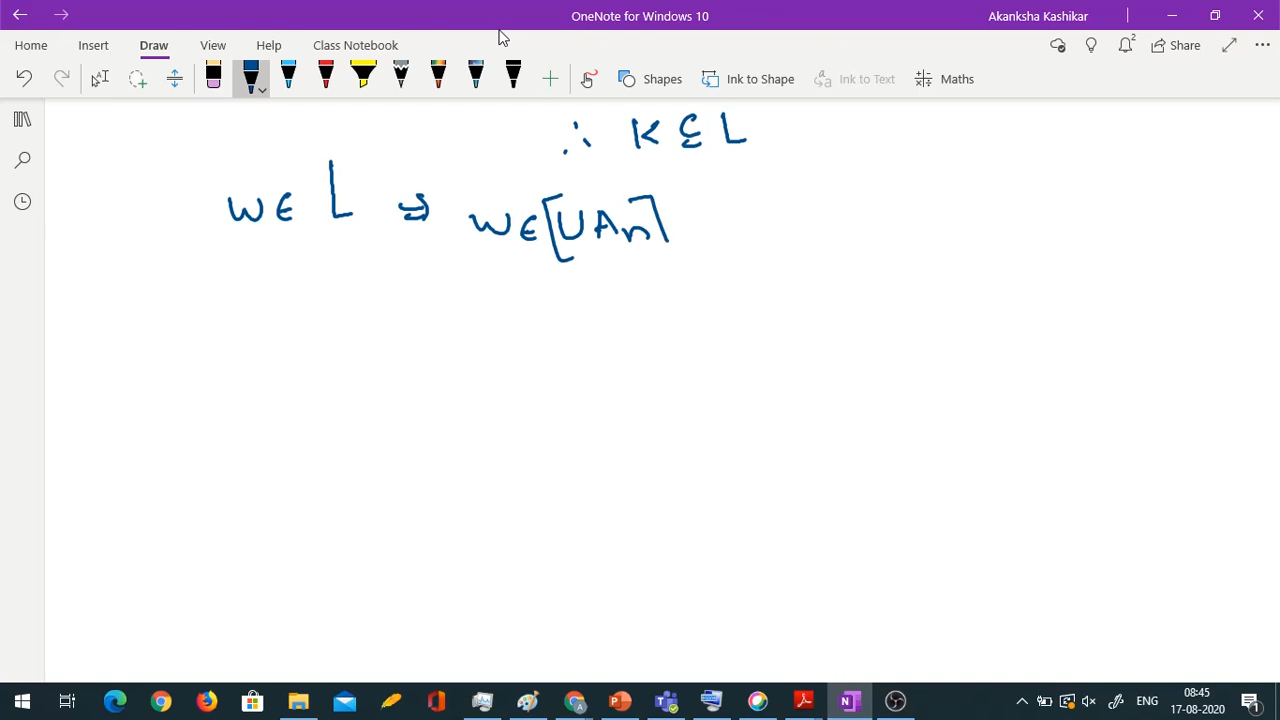 OneNote for Windows 10
Akanksha Kashikar
Home Insert Draw View Help Class Notebook
Share
Shapes Ink to Shape Ink to Text Maths
∴ K ⊆ L
W ∈ L ⇒ W ∈ [UAn]
ENG
08:45
17-08-2020